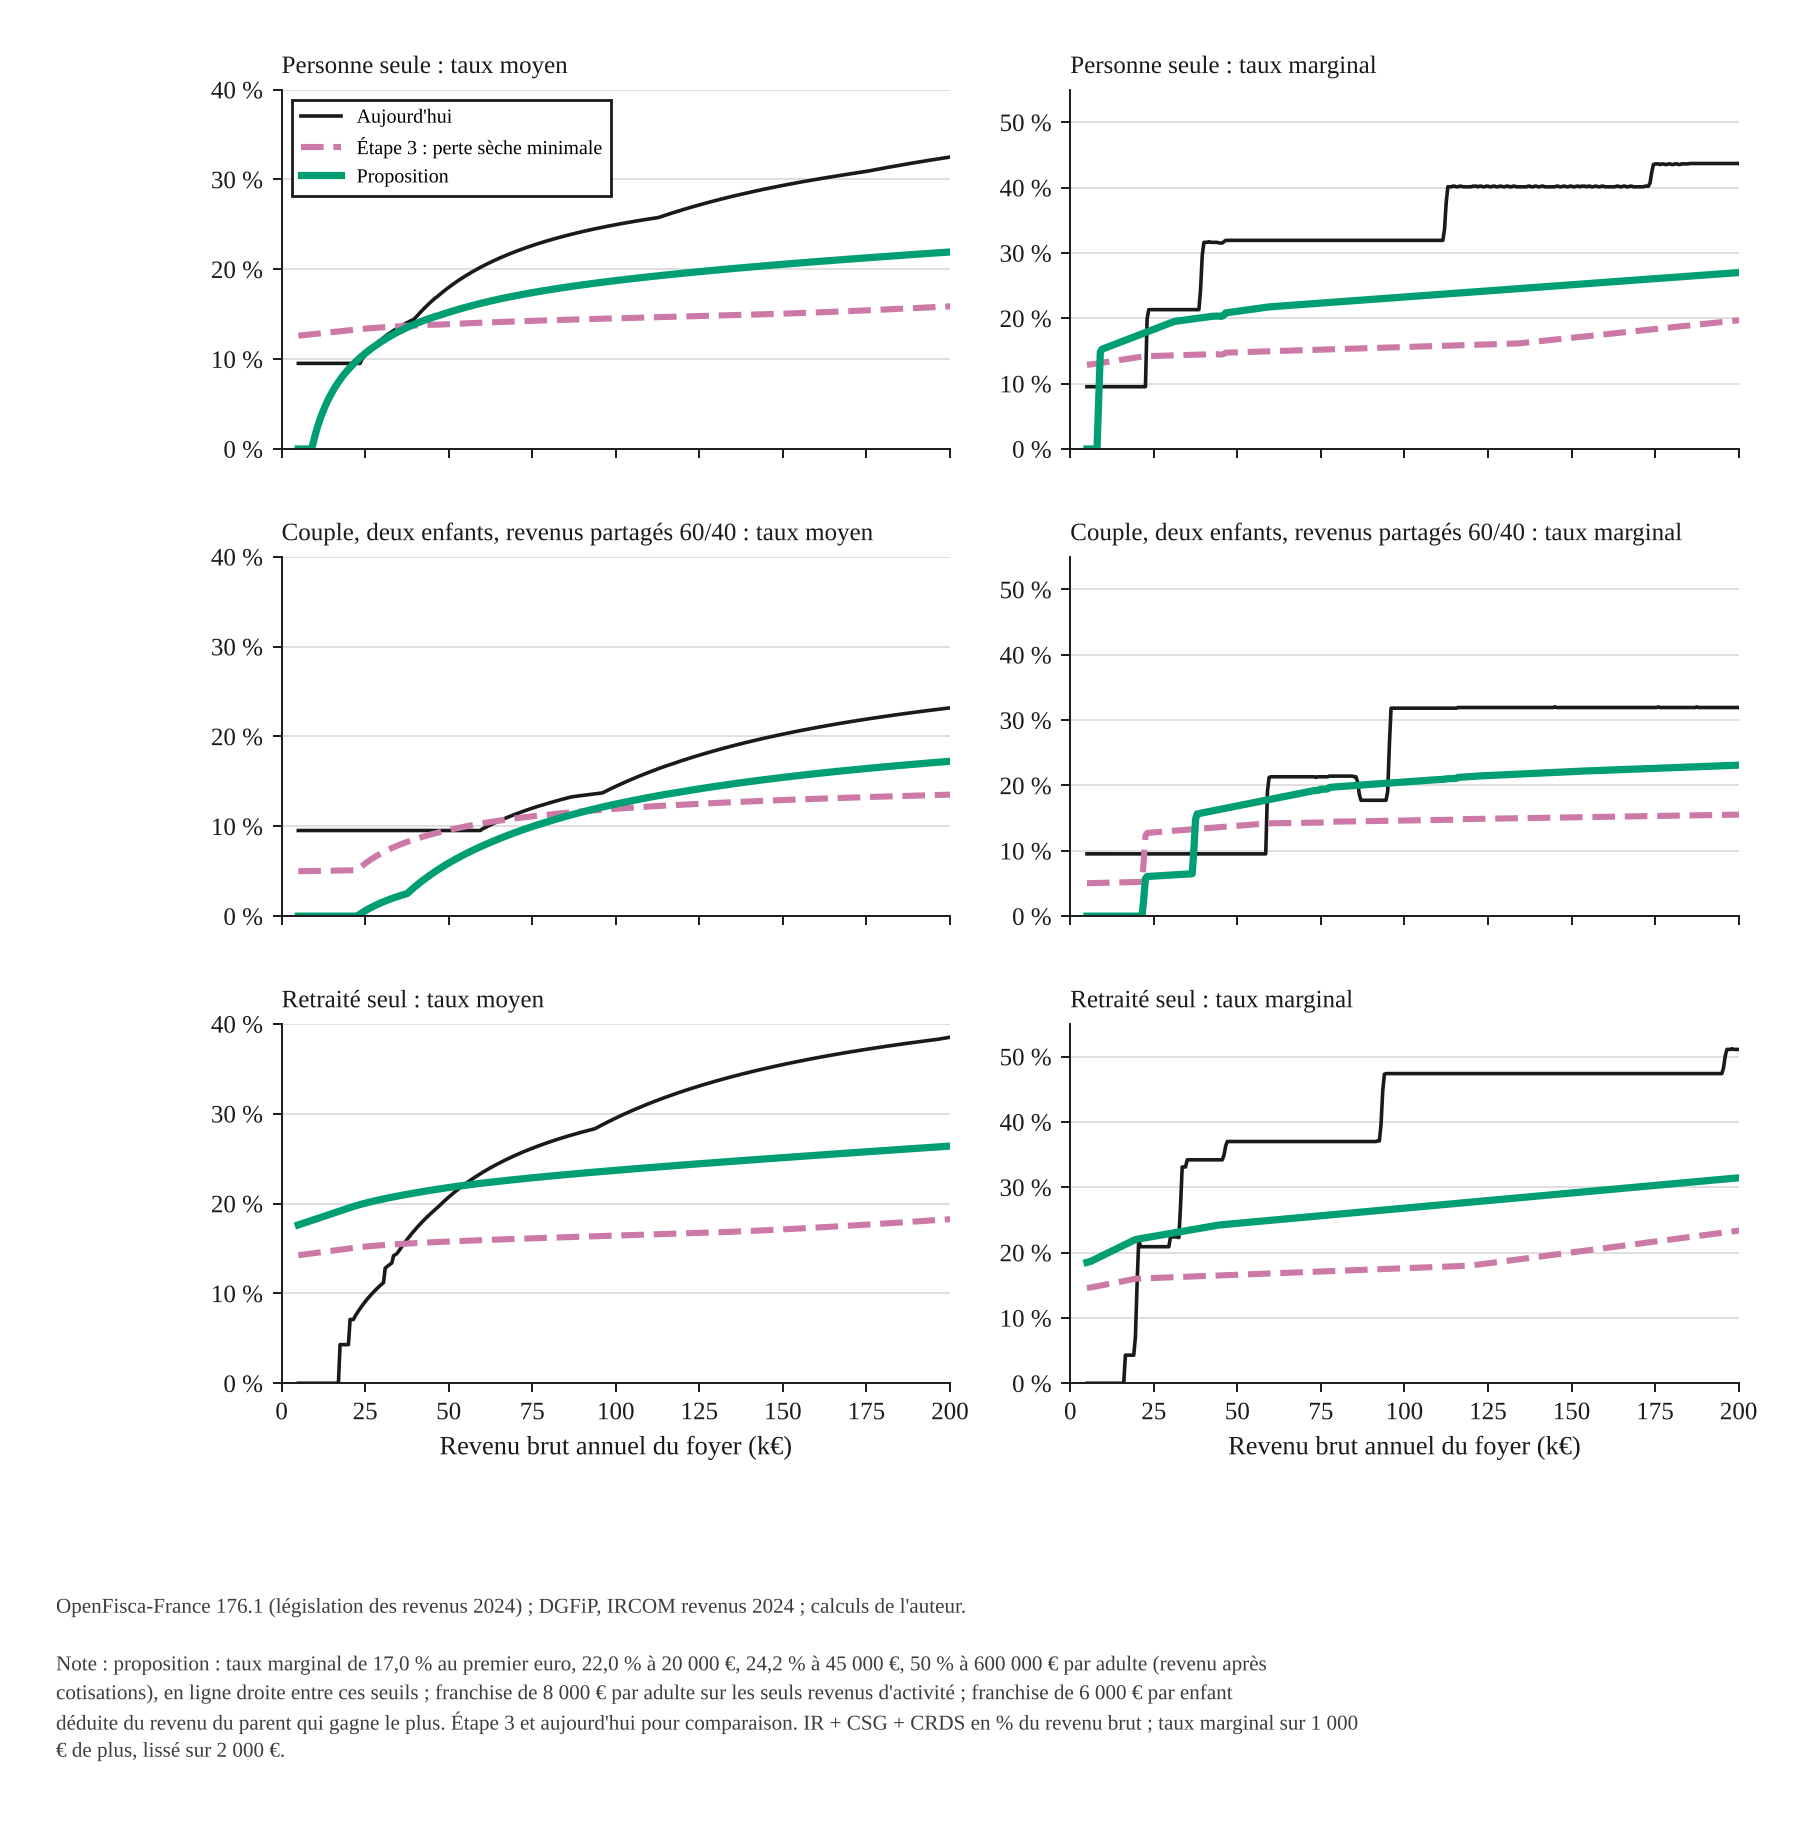 Personne seule : taux moyen
40 %
30 %
20 %
10 %
0 %
Aujourd'hui
Étape 3 : perte sèche minimale
Proposition
Personne seule : taux marginal
50 %
40 %
30 %
20 %
10 %
0 %
Couple, deux enfants, revenus partagés 60/40 : taux moyen
40 %
30 %
20 %
10 %
0 %
Couple, deux enfants, revenus partagés 60/40 : taux marginal
50 %
40 %
30 %
20 %
10 %
0 %
Retraité seul : taux moyen
40 %
30 %
20 %
10 %
0 %
0 25 50 75 100 125 150 175 200
Revenu brut annuel du foyer (k€)
Retraité seul : taux marginal
50 %
40 %
30 %
20 %
10 %
0 %
0 25 50 75 100 125 150 175 200
Revenu brut annuel du foyer (k€)
OpenFisca-France 176.1 (législation des revenus 2024) ; DGFiP, IRCOM revenus 2024 ; calculs de l'auteur.
Note : proposition : taux marginal de 17,0 % au premier euro, 22,0 % à 20 000 €, 24,2 % à 45 000 €, 50 % à 600 000 € par adulte (revenu après
cotisations), en ligne droite entre ces seuils ; franchise de 8 000 € par adulte sur les seuls revenus d'activité ; franchise de 6 000 € par enfant
déduite du revenu du parent qui gagne le plus. Étape 3 et aujourd'hui pour comparaison. IR + CSG + CRDS en % du revenu brut ; taux marginal sur 1 000
€ de plus, lissé sur 2 000 €.